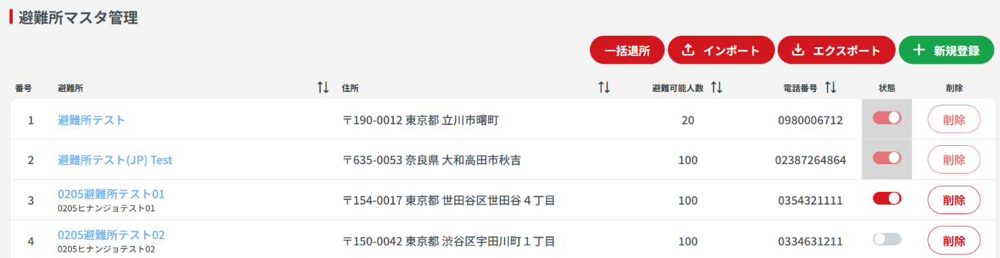 避難所マスタ管理
一括退所 インポート エクスポート 新規登録
番号 避難所 住所 避難可能人数 電話番号 状態 削除
1 避難所テスト 〒190-0012 東京都 立川市曙町 20 0980006712 削除
2 避難所テスト(JP) Test 〒635-0053 奈良県 大和高田市秋吉 100 02387264864 削除
3 0205避難所テスト01 〒154-0017 東京都 世田谷区世田谷４丁目 100 0354321111 削除
0205ヒナンジョテスト01
4 0205避難所テスト02 〒150-0042 東京都 渋谷区宇田川町１丁目 100 0334631211 削除
0205ヒナンジョテスト02